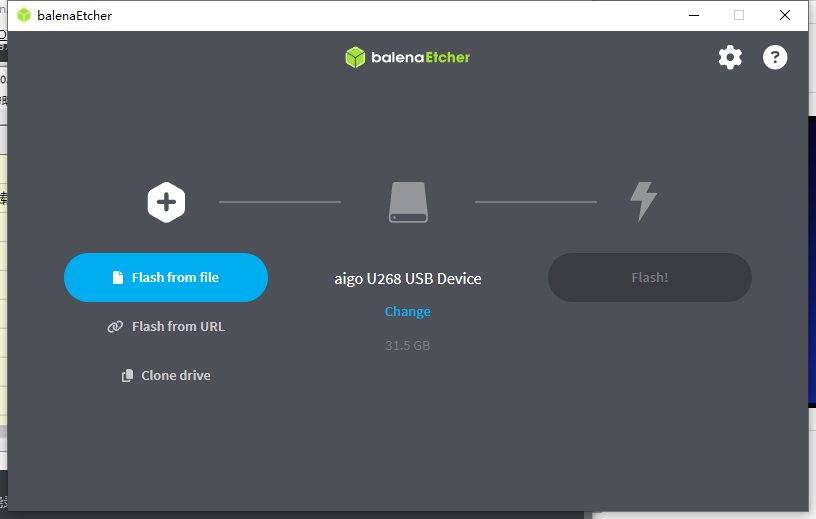 balenaEtcher
balenaEtcher
Flash from file
aigo U268 USB Device
Flash!
Change
Flash from URL
31.5 GB
Clone drive